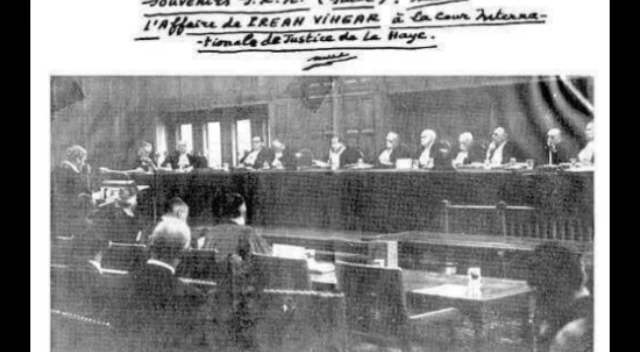 Souvenirs
L'Affaire de PREAH VIHEAR à la Cour Interna-
-tionale de Justice de La Haye.